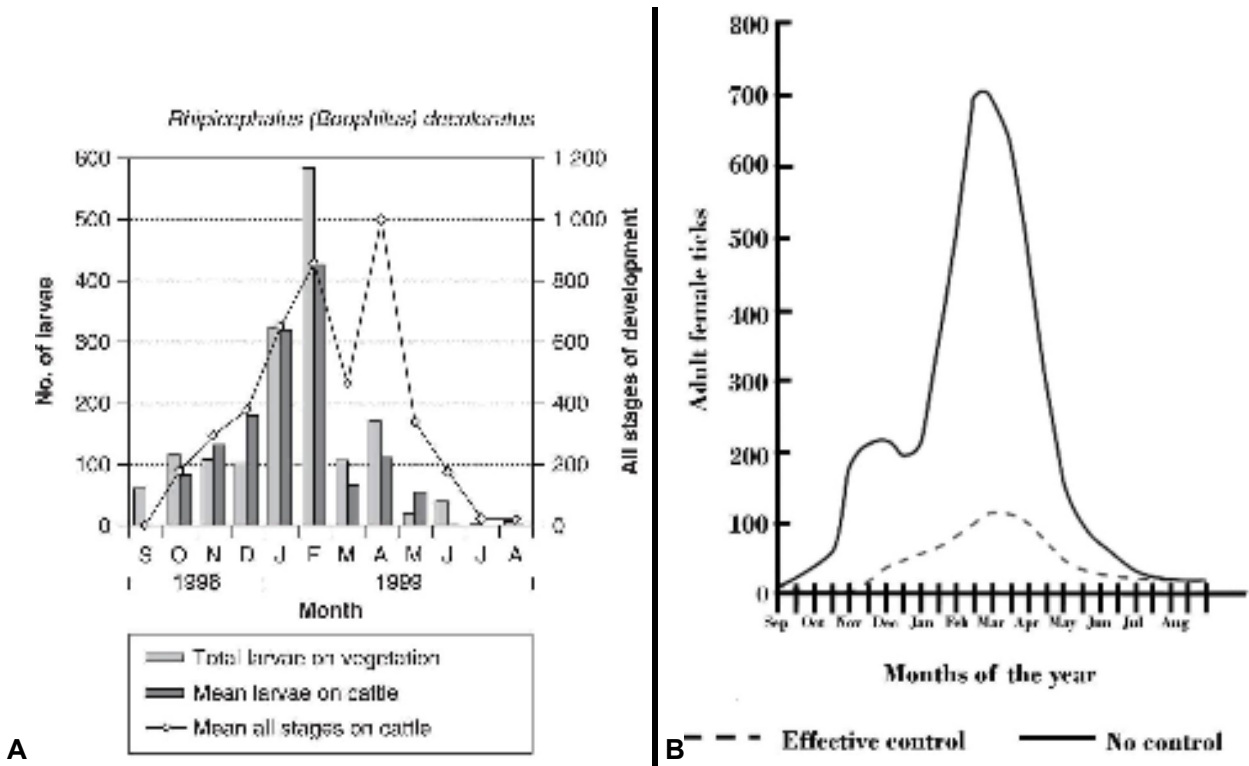 Rhipicephalus (Boophilus) decoloratus
600
500
400
300
200
100
0
No. of larvae
1 200
1 000
800
600
400
200
0
All stages of development
S O N D J F M A M J J A
1998 1999
Month
Total larvae on vegetation
Mean larvae on cattle
Mean all stages on cattle
A
800
700
600
500
400
300
200
100
0
Adult female ticks
Sep Oct Nov Dec Jan Feb Mar Apr May Jun Jul Aug
Months of the year
Effective control No control
B